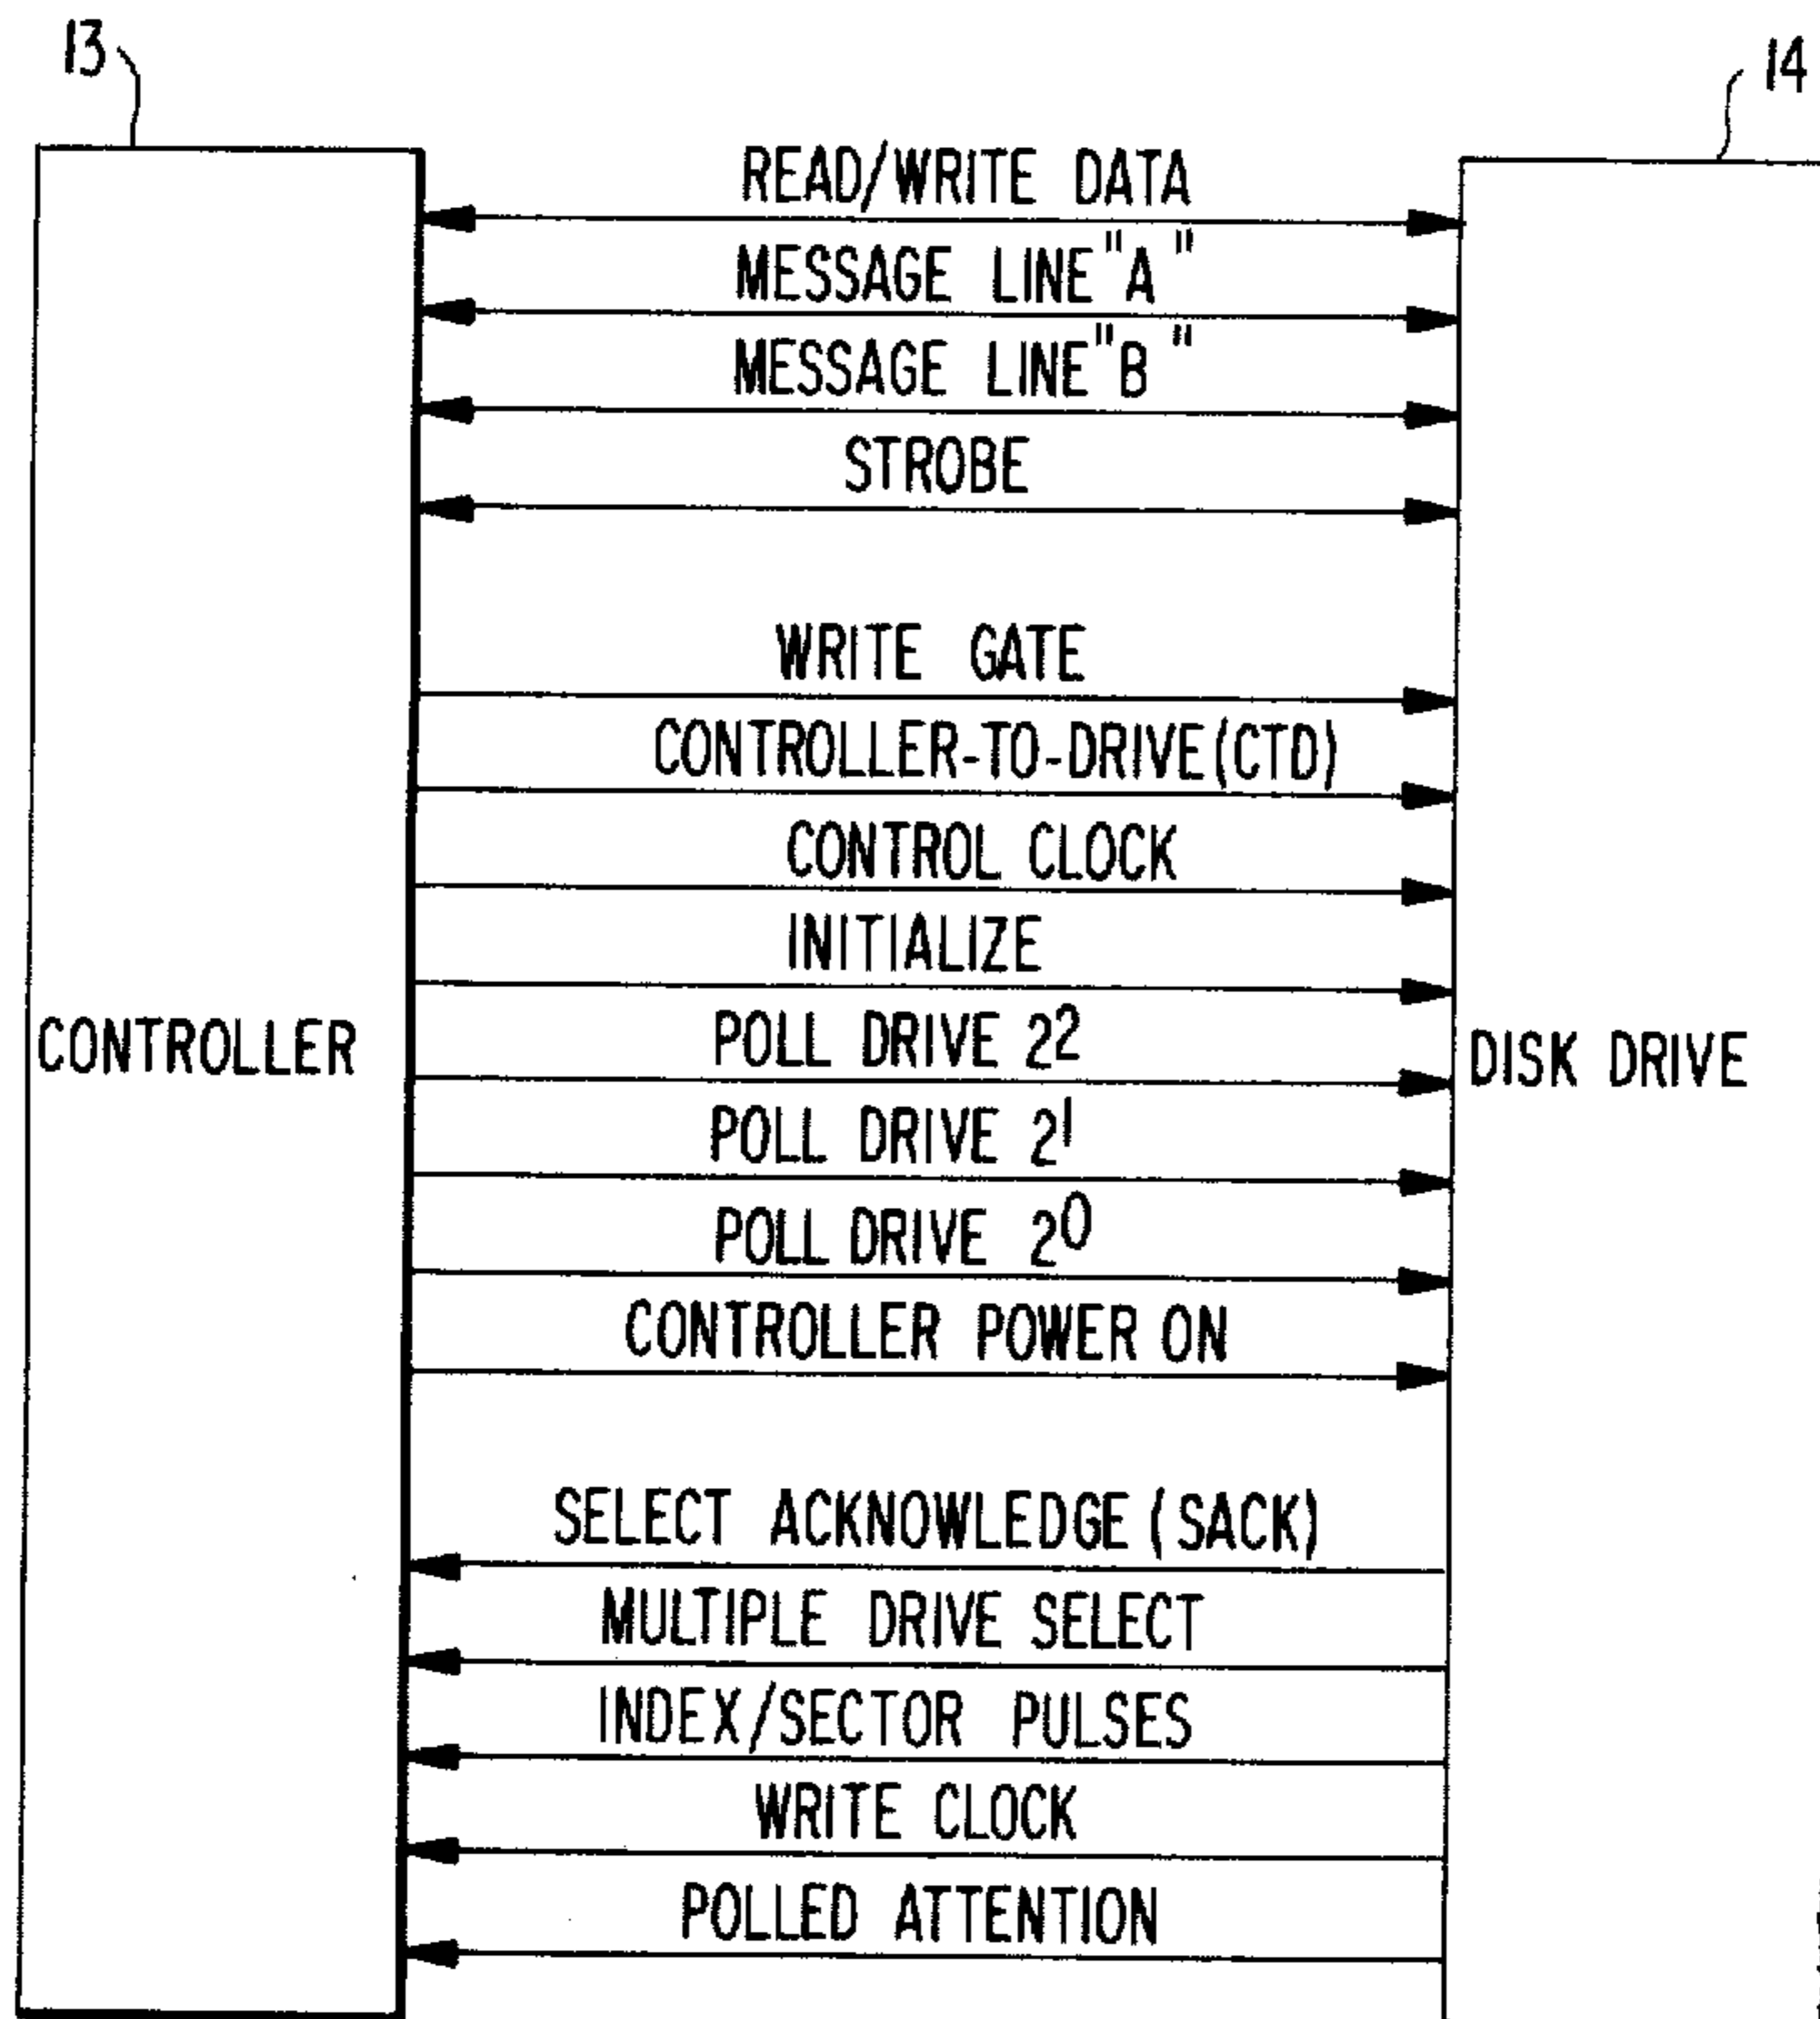 13
14
READ/WRITE DATA
MESSAGE LINE "A"
MESSAGE LINE "B"
STROBE
WRITE GATE
CONTROLLER-TO-DRIVE (CTD)
CONTROL CLOCK
INITIALIZE
CONTROLLER
POLL DRIVE 2²
DISK DRIVE
POLL DRIVE 2¹
POLL DRIVE 2⁰
CONTROLLER POWER ON
SELECT ACKNOWLEDGE (SACK)
MULTIPLE DRIVE SELECT
INDEX/SECTOR PULSES
WRITE CLOCK
POLLED ATTENTION